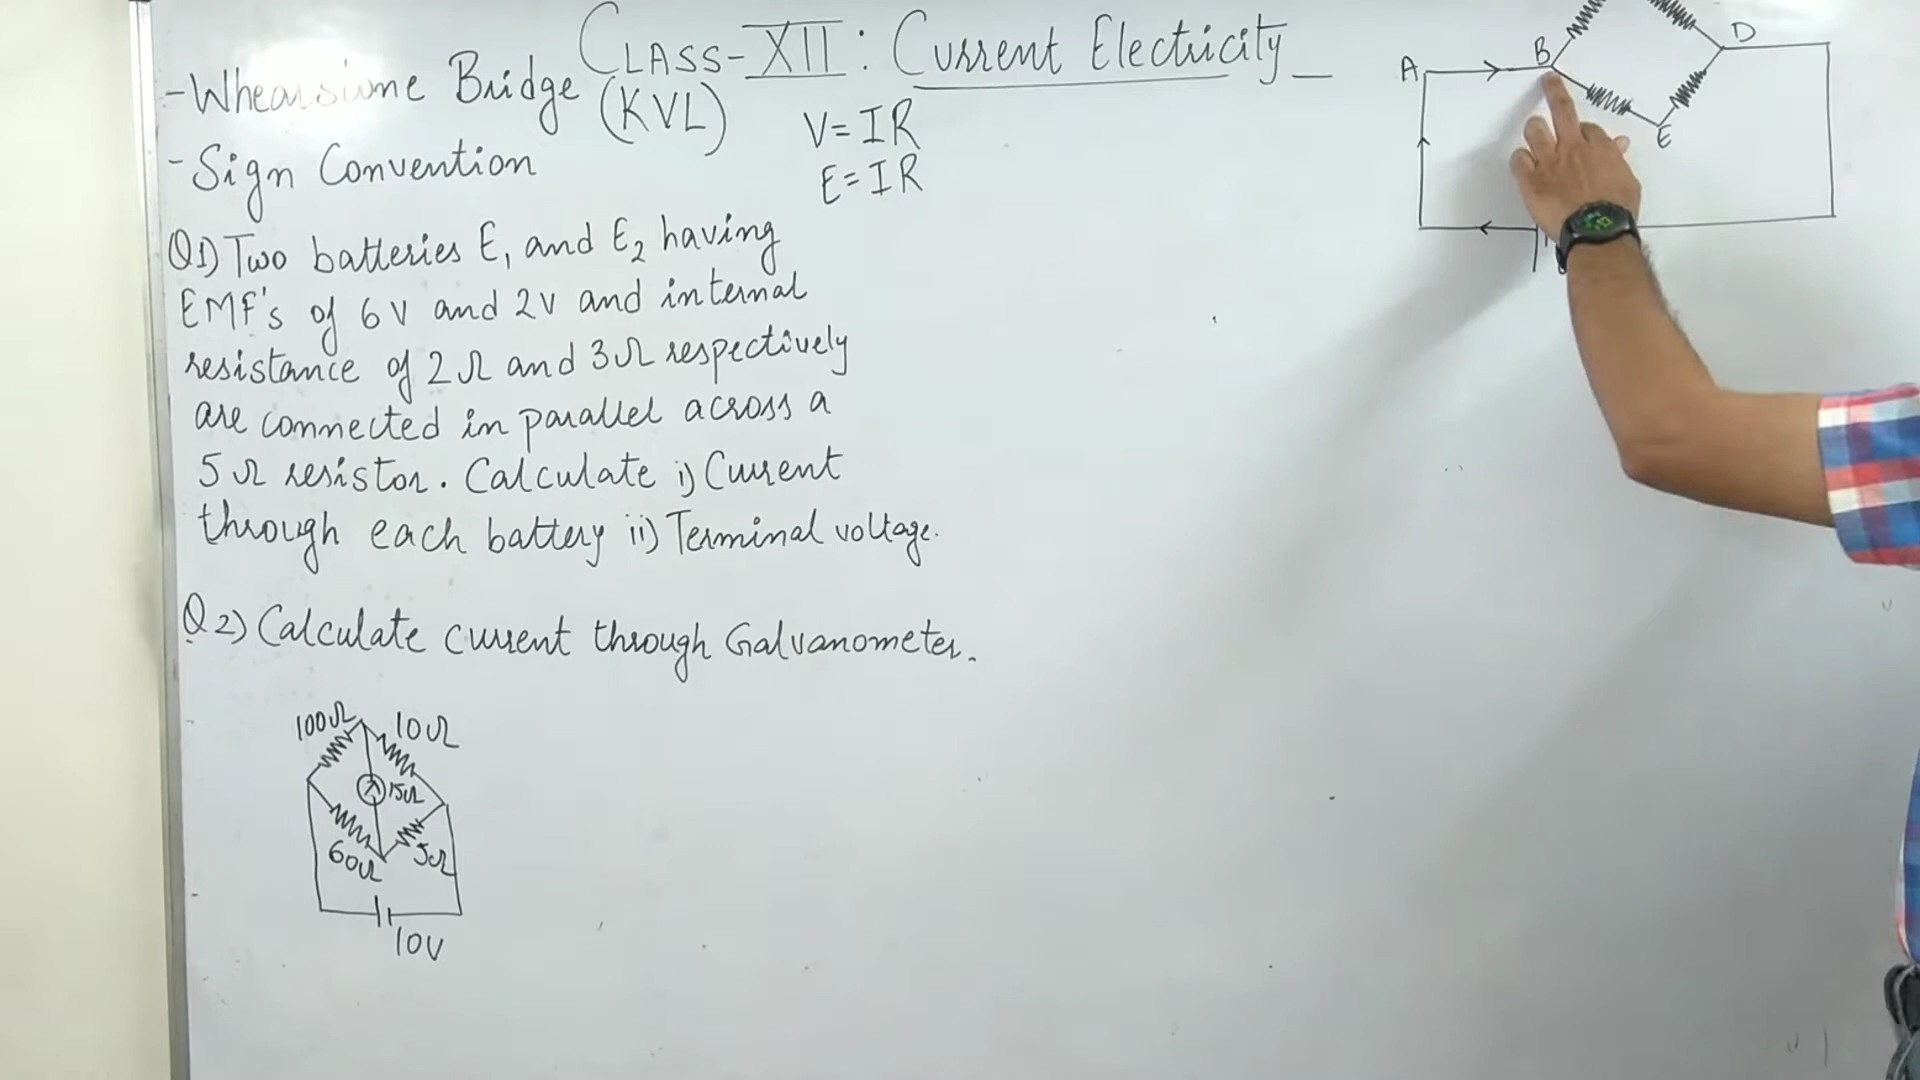 CLASS-XII: Current Electricity
- Bridge (KVL)
- Sign Convention
V=IR
E=IR
Q1) Two batteries E1 and E2 having
EMF's of 6V and 2V and internal
resistance of 2Ω and 3Ω respectively
are connected in parallel across a
5Ω resistor. Calculate i) Current
through each battery ii) Terminal voltage.
Q2) Calculate current through Galvanometer.
100Ω 10Ω
15Ω
60Ω 5Ω
10V
A B D
E